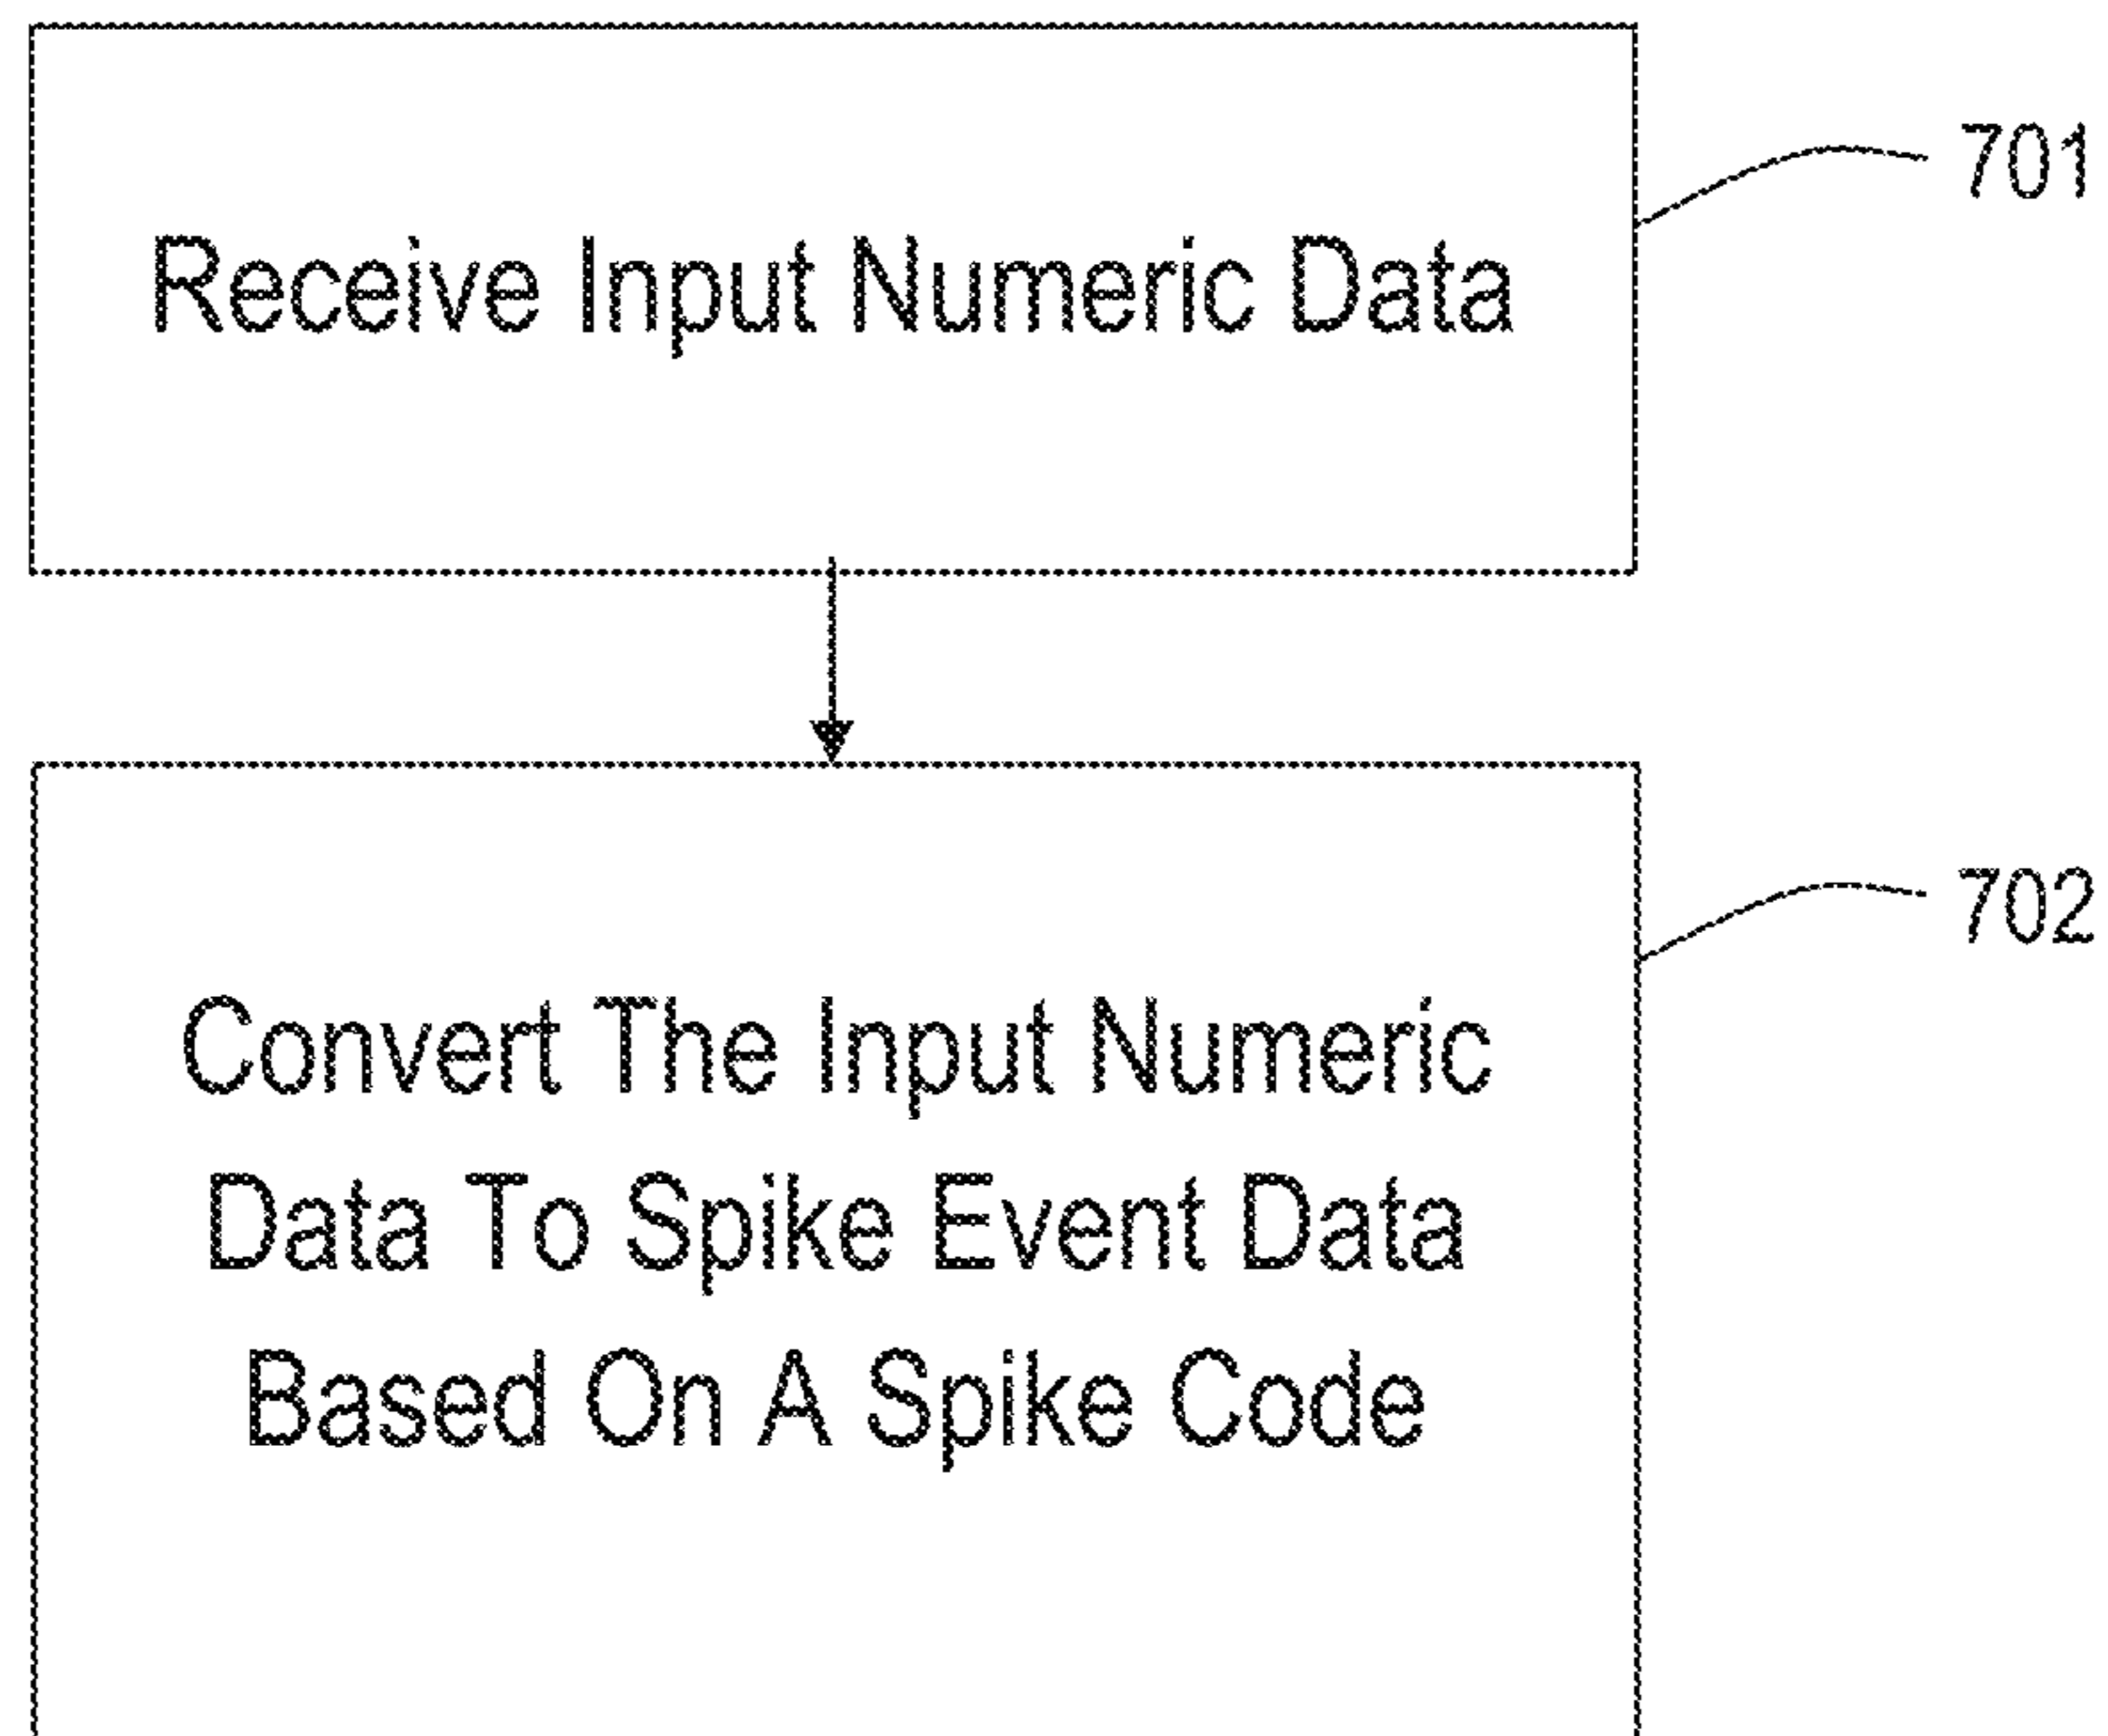 Receive Input Numeric Data
701
Convert The Input Numeric
Data To Spike Event Data
Based On A Spike Code
702